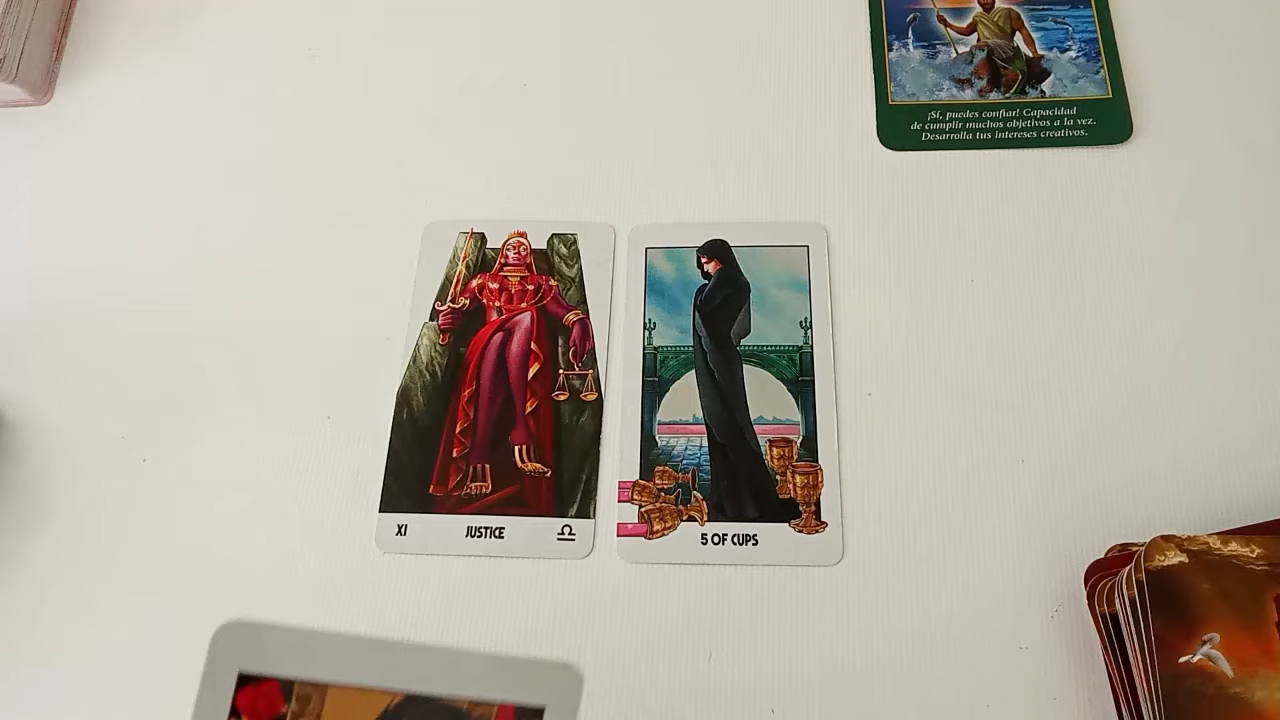 ¡Sí, puedes confiar! Capacidad
de cumplir muchos objetivos a la vez.
Desarrolla tus intereses creativos.
XI JUSTICE
5 OF CUPS